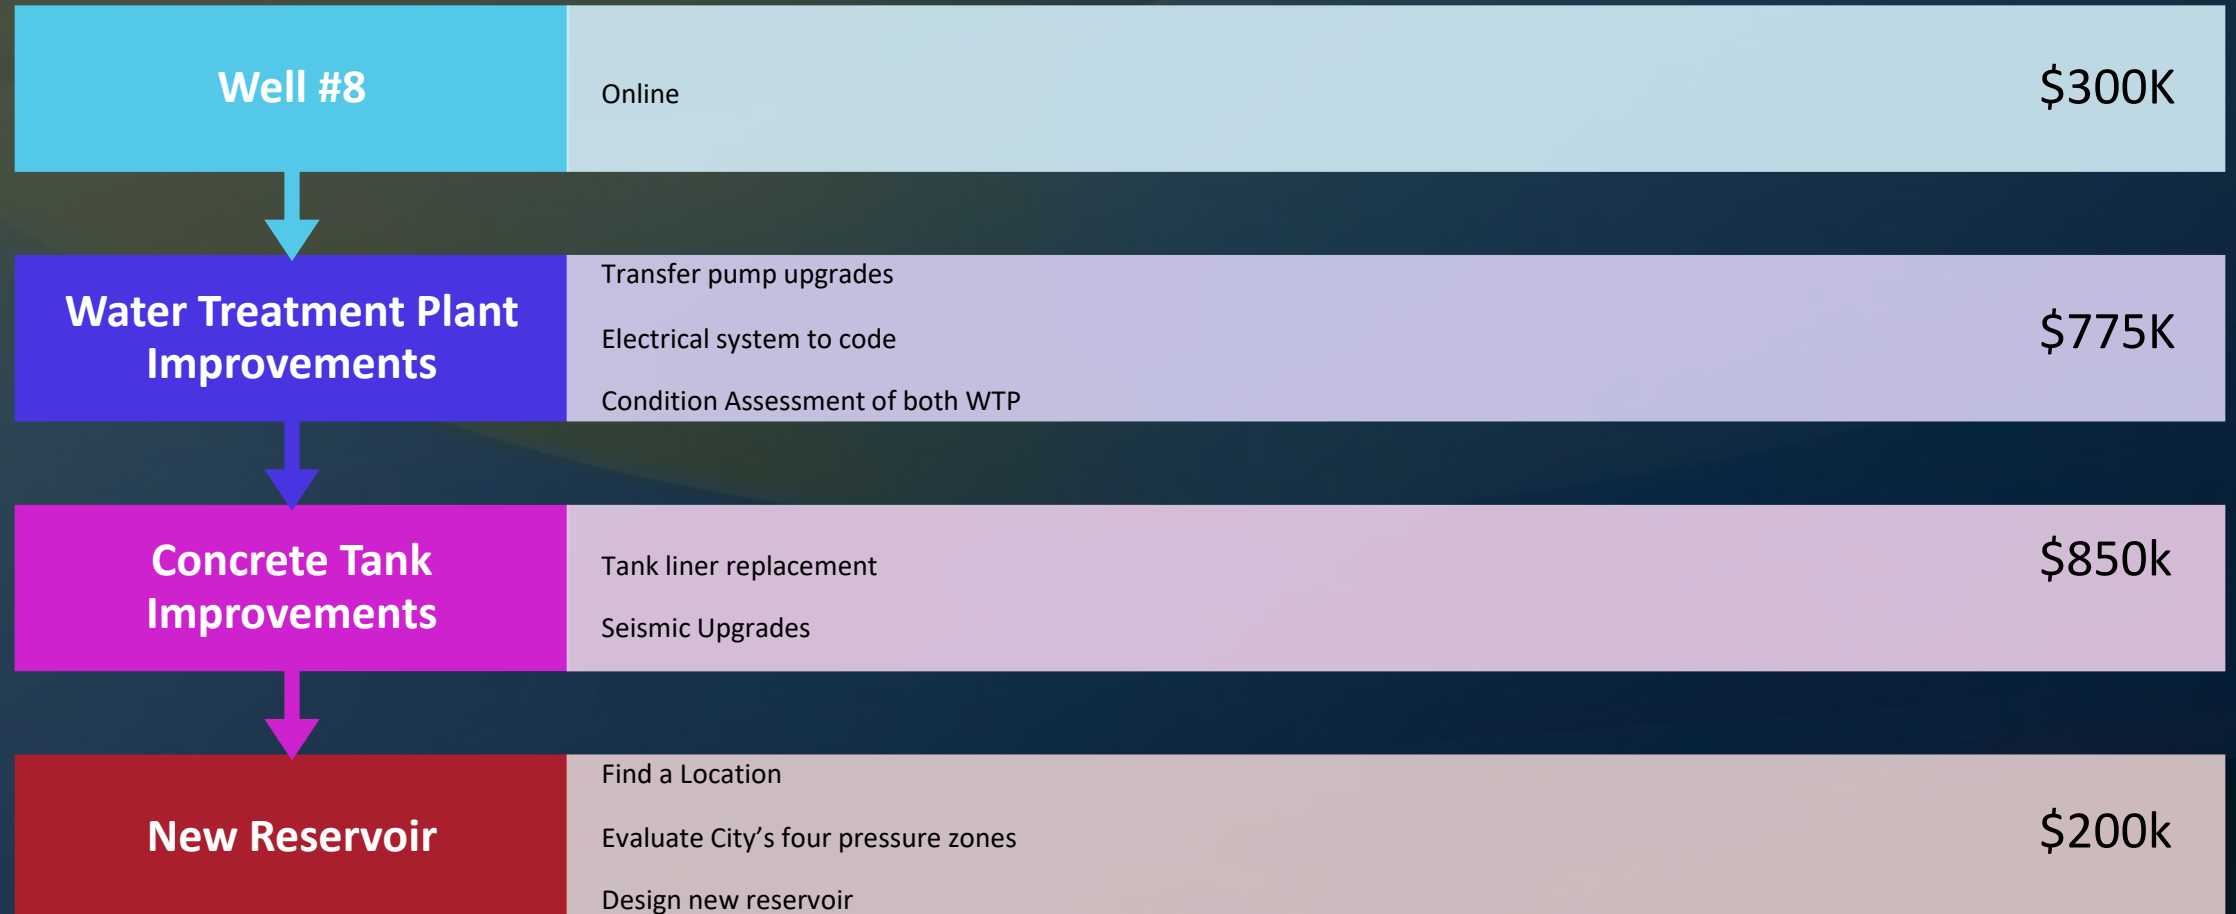 Well #8
Online
$300K
Water Treatment Plant
Improvements
Transfer pump upgrades
Electrical system to code
Condition Assessment of both WTP
$775K
Concrete Tank
Improvements
Tank liner replacement
Seismic Upgrades
$850k
New Reservoir
Find a Location
Evaluate City’s four pressure zones
Design new reservoir
$200k